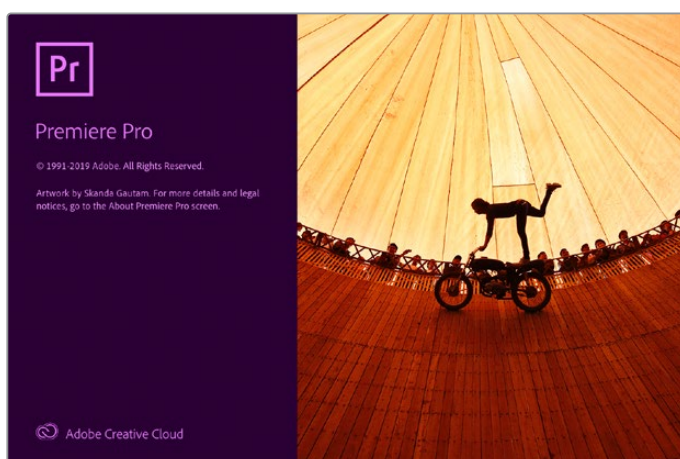 Pr
Premiere Pro
© 1991-2019 Adobe. All Rights Reserved.
Artwork by Skanda Gautam. For more details and legal
notices, go to the About Premiere Pro screen.
Adobe Creative Cloud